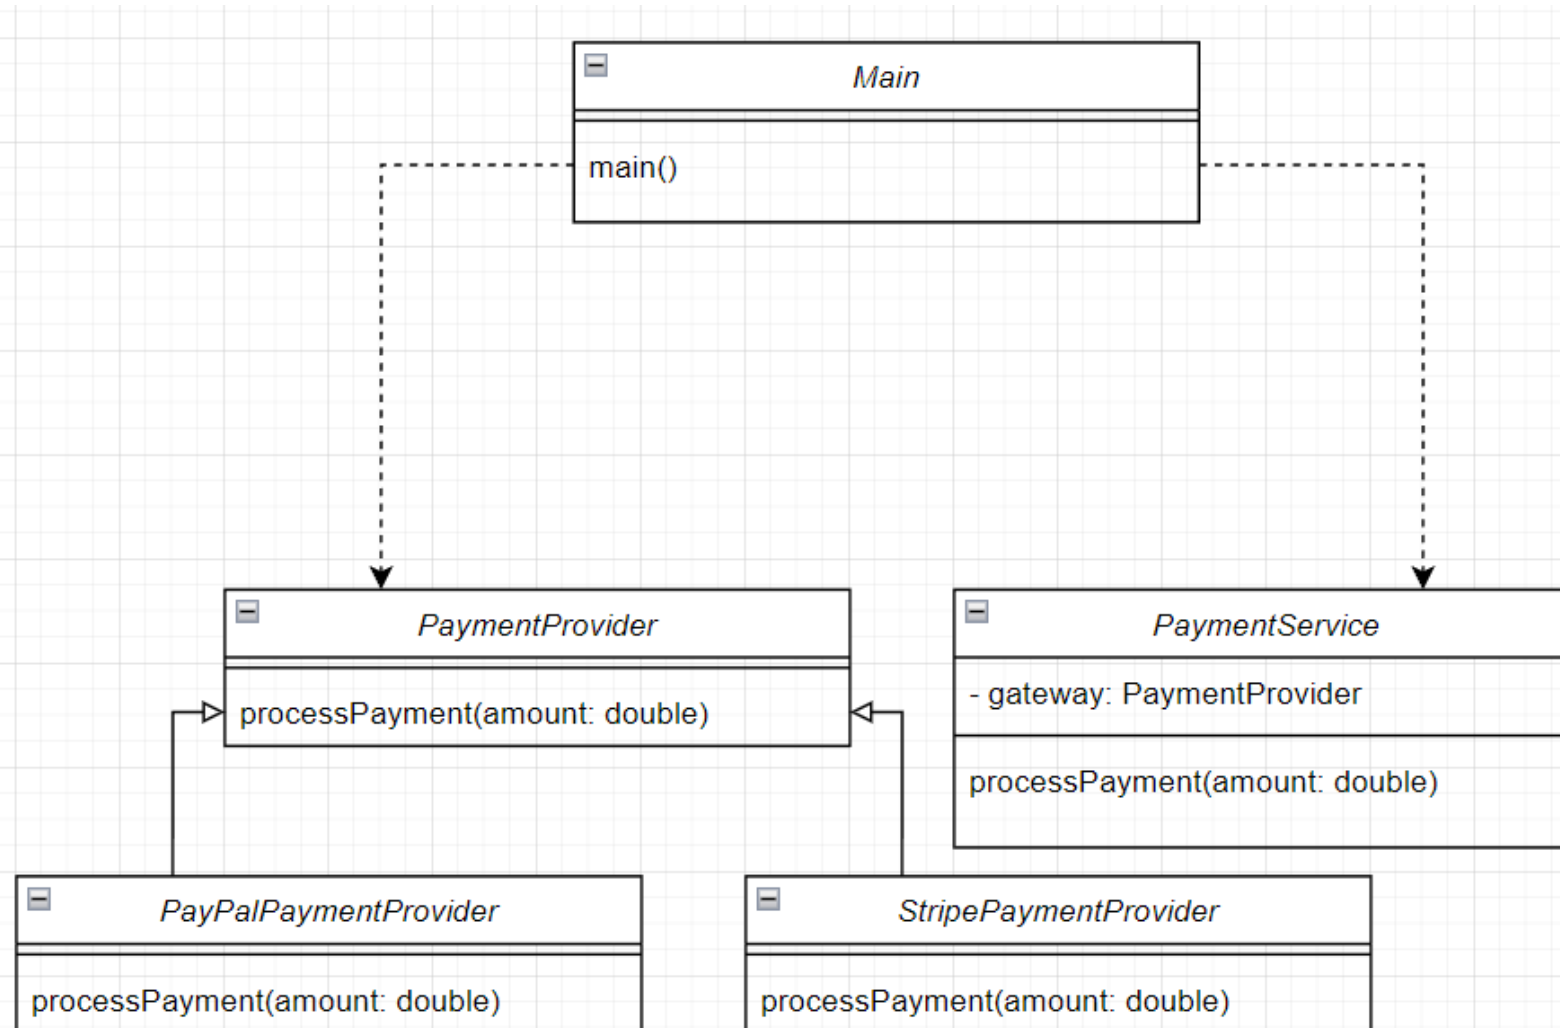 Main
main()
PaymentProvider
processPayment(amount: double)
PaymentService
- gateway: PaymentProvider
processPayment(amount: double)
PayPalPaymentProvider
processPayment(amount: double)
StripePaymentProvider
processPayment(amount: double)